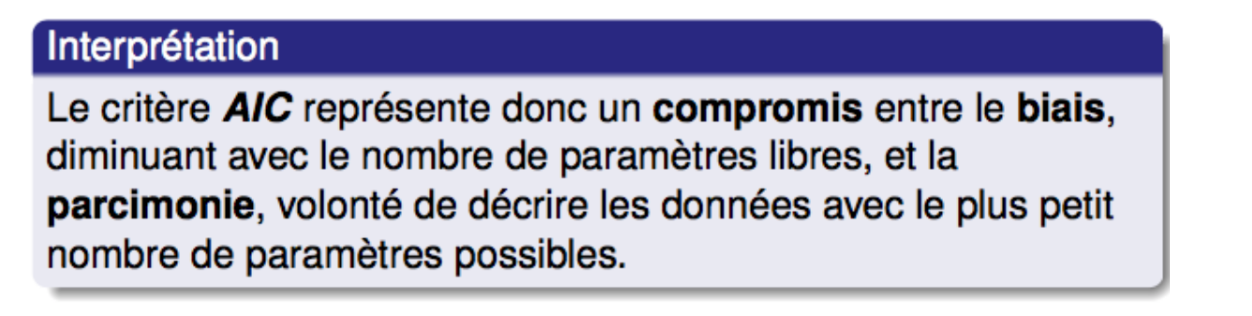 Interprétation
Le critère AIC représente donc un compromis entre le biais,
diminuant avec le nombre de paramètres libres, et la
parcimonie, volonté de décrire les données avec le plus petit
nombre de paramètres possibles.